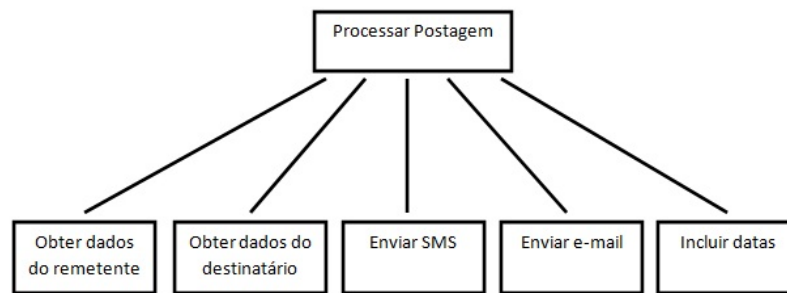 Processar Postagem
Obter dados
do remetente
Obter dados do
destinatário
Enviar SMS
Enviar e-mail
Incluir datas